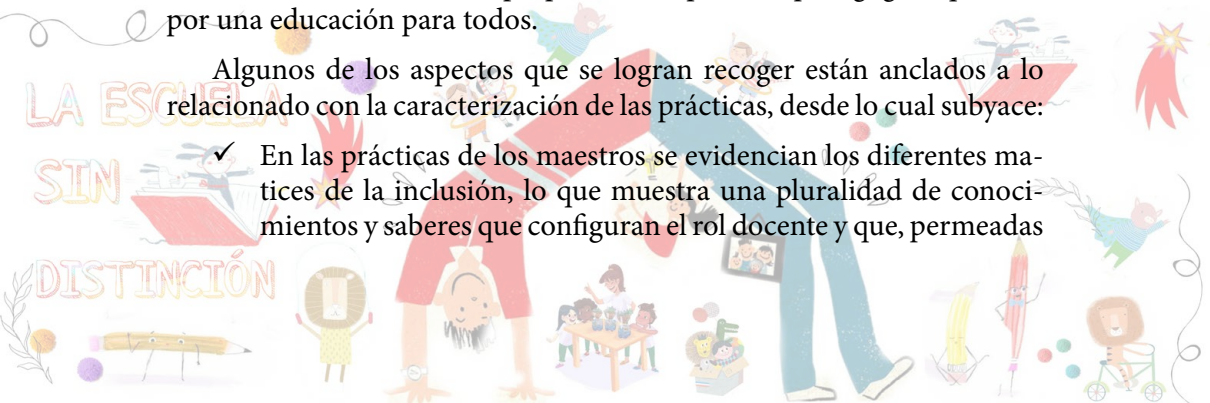 por una educación para todos.
Algunos de los aspectos que se logran recoger están anclados a lo
relacionado con la caracterización de las prácticas, desde lo cual subyace:
✓ En las prácticas de los maestros se evidencian los diferentes ma-
tices de la inclusión, lo que muestra una pluralidad de conoci-
mientos y saberes que configuran el rol docente y que, permeadas
LA ESCUELA
SIN
DISTINCIÓN